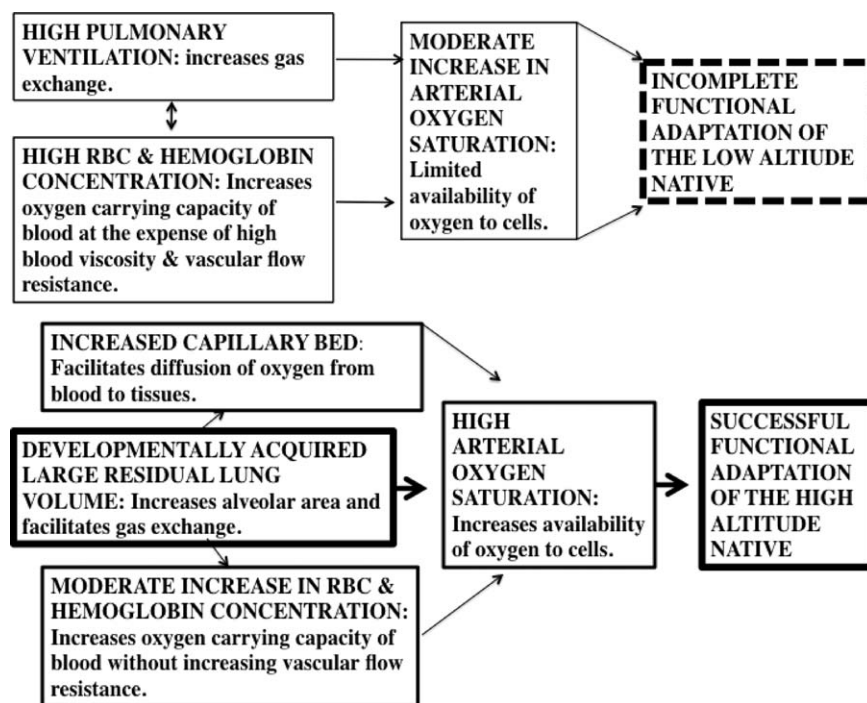 HIGH PULMONARY
VENTILATION: increases gas
exchange.
HIGH RBC & HEMOGLOBIN
CONCENTRATION: Increases
oxygen carrying capacity of
blood at the expense of high
blood viscosity & vascular flow
resistance.
MODERATE
INCREASE IN
ARTERIAL
OXYGEN
SATURATION:
Limited
availability of
oxygen to cells.
INCOMPLETE
FUNCTIONAL
ADAPTATION OF
THE LOW ALTIUDE
NATIVE
INCREASED CAPILLARY BED:
Facilitates diffusion of oxygen from
blood to tissues.
DEVELOPMENTALLY ACQUIRED
LARGE RESIDUAL LUNG
VOLUME: Increases alveolar area and
facilitates gas exchange.
MODERATE INCREASE IN RBC &
HEMOGLOBIN CONCENTRATION:
Increases oxygen carrying capacity of
blood without increasing vascular flow
resistance.
HIGH
ARTERIAL
OXYGEN
SATURATION:
Increases availability
of oxygen to cells.
SUCCESSFUL
FUNCTIONAL
ADAPTATION
OF THE HIGH
ALTITUDE
NATIVE